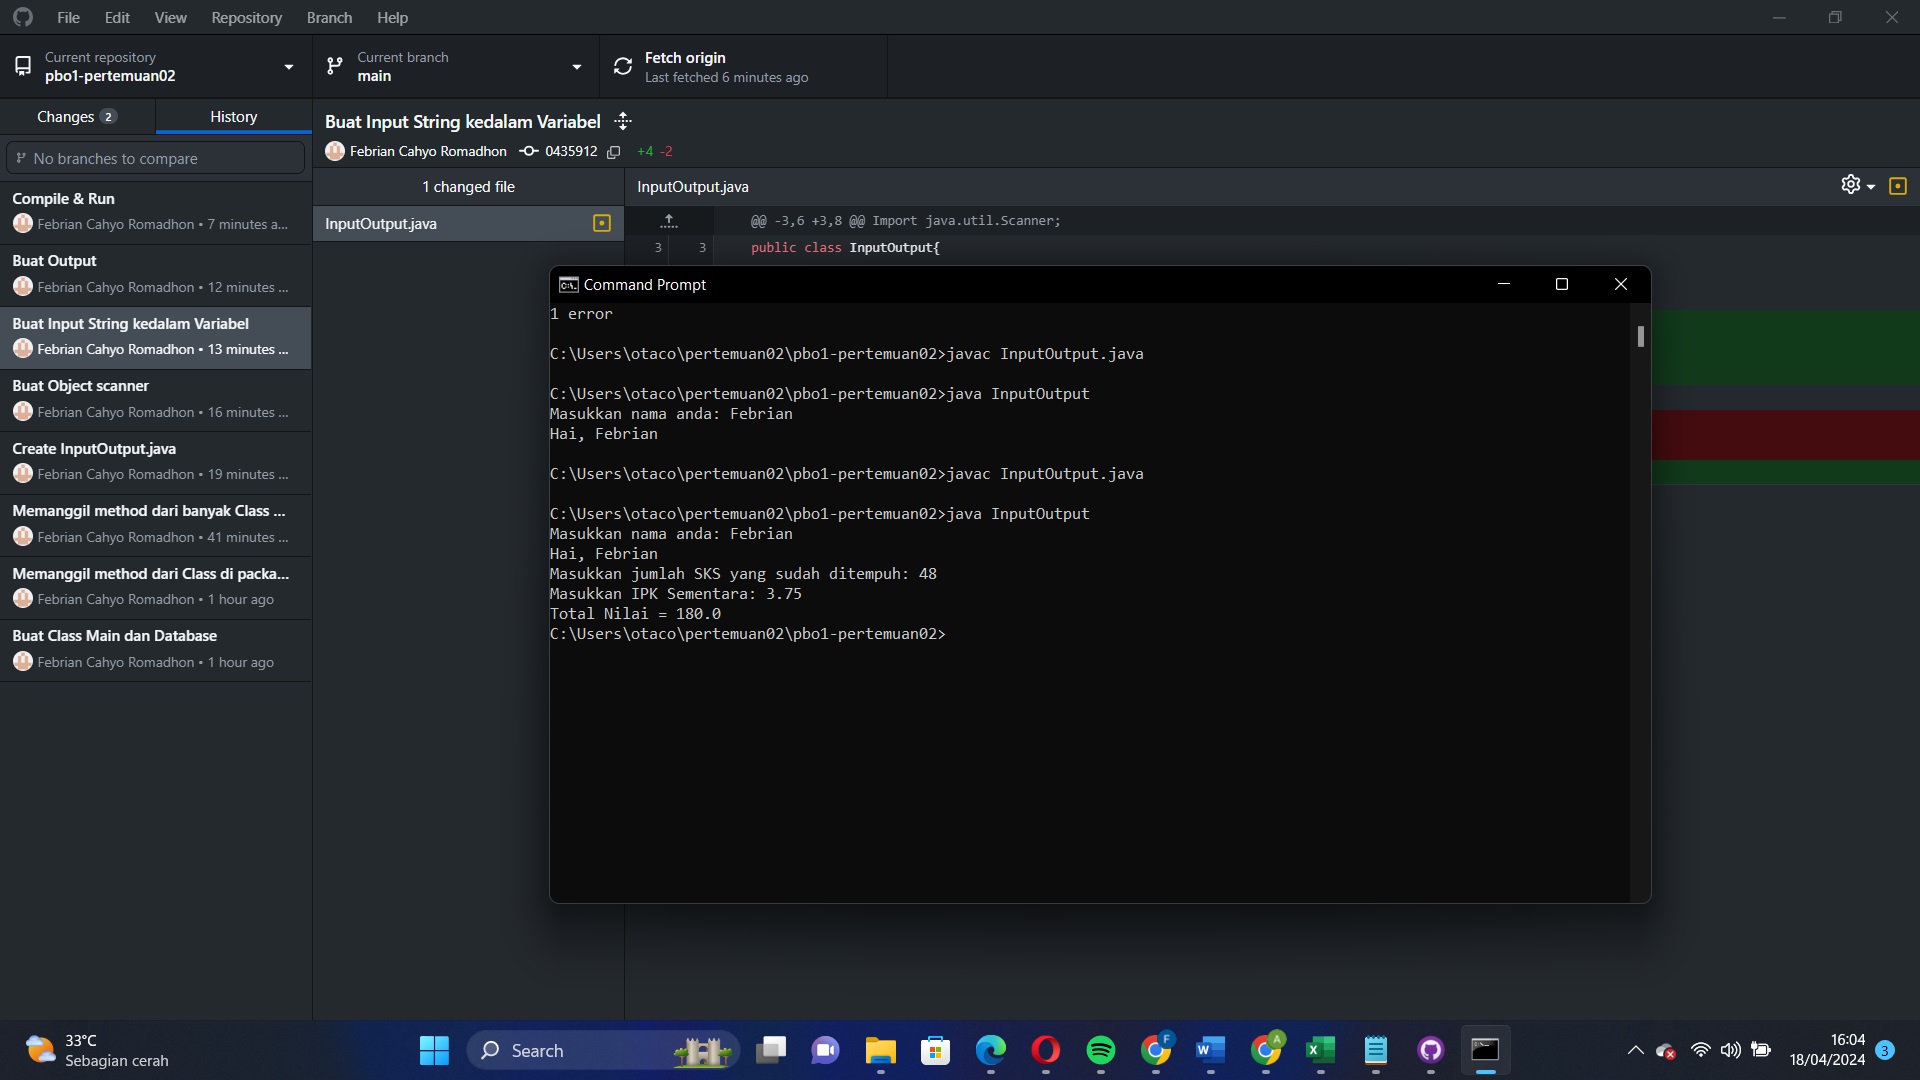 File Edit View Repository Branch Help
Current repository
pbo1-pertemuan02
Current branch
main
Fetch origin
Last fetched 6 minutes ago
Changes 2
History
No branches to compare
Compile & Run
Febrian Cahyo Romadhon • 7 minutes a...
Buat Output
Febrian Cahyo Romadhon • 12 minutes ...
Buat Input String kedalam Variabel
Febrian Cahyo Romadhon • 13 minutes ...
Buat Object scanner
Febrian Cahyo Romadhon • 16 minutes ...
Create InputOutput.java
Febrian Cahyo Romadhon • 19 minutes ...
Memanggil method dari banyak Class ...
Febrian Cahyo Romadhon • 41 minutes ...
Memanggil method dari Class di packa...
Febrian Cahyo Romadhon • 1 hour ago
Buat Class Main dan Database
Febrian Cahyo Romadhon • 1 hour ago
Buat Input String kedalam Variabel
Febrian Cahyo Romadhon 0435912 +4 -2
1 changed file
InputOutput.java
InputOutput.java
@@ -3,6 +3,8 @@ Import java.util.Scanner;
3 3 public class InputOutput{
Command Prompt
1 error
C:\Users\otaco\pertemuan02\pbo1-pertemuan02>javac InputOutput.java
C:\Users\otaco\pertemuan02\pbo1-pertemuan02>java InputOutput
Masukkan nama anda: Febrian
Hai, Febrian
C:\Users\otaco\pertemuan02\pbo1-pertemuan02>javac InputOutput.java
C:\Users\otaco\pertemuan02\pbo1-pertemuan02>java InputOutput
Masukkan nama anda: Febrian
Hai, Febrian
Masukkan jumlah SKS yang sudah ditempuh: 48
Masukkan IPK Sementara: 3.75
Total Nilai = 180.0
C:\Users\otaco\pertemuan02\pbo1-pertemuan02>
33°C
Sebagian cerah
Search
16:04
18/04/2024
3